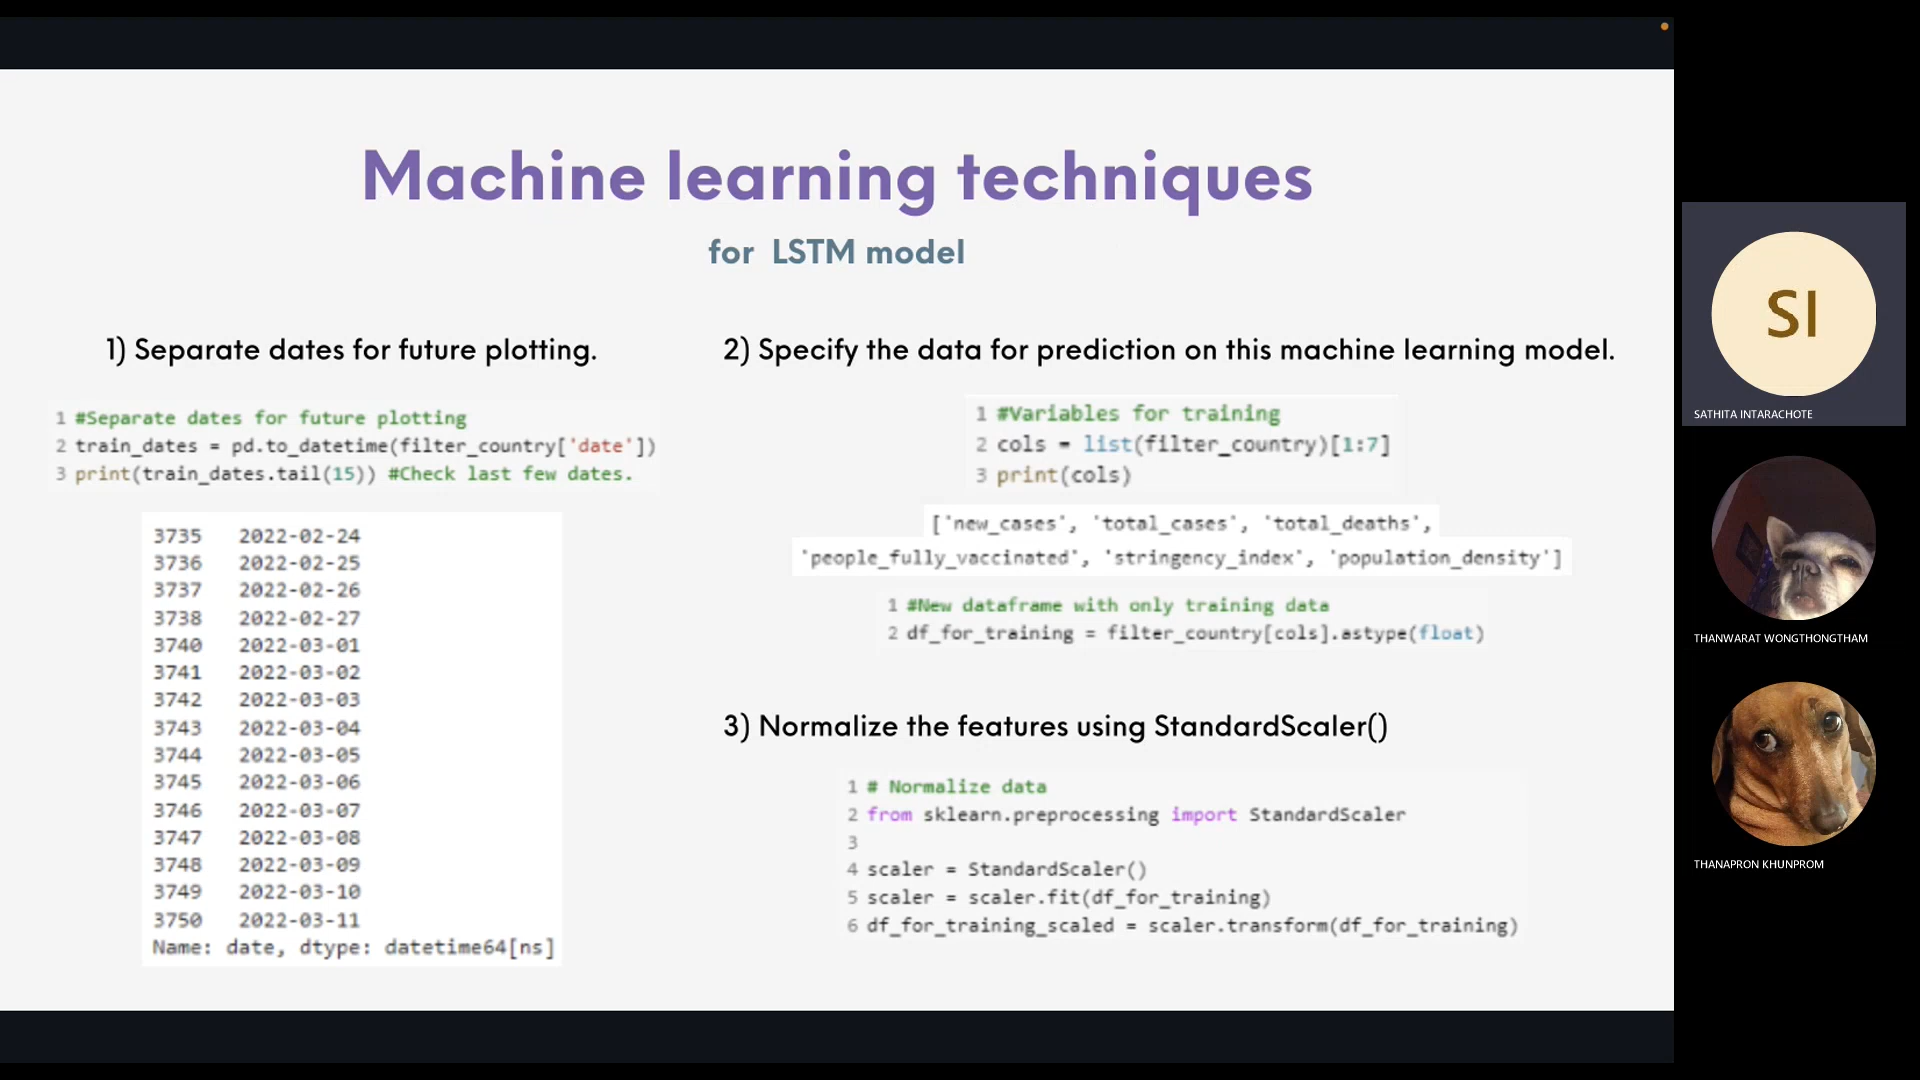 Machine learning techniques
for LSTM model
1) Separate dates for future plotting.
1 #Separate dates for future plotting
2 train_dates = pd.to_datetime(filter_country['date'])
3 print(train_dates.tail(15)) #Check last few dates.
3735 2022-02-24
3736 2022-02-25
3737 2022-02-26
3738 2022-02-27
3740 2022-03-01
3741 2022-03-02
3742 2022-03-03
3743 2022-03-04
3744 2022-03-05
3745 2022-03-06
3746 2022-03-07
3747 2022-03-08
3748 2022-03-09
3749 2022-03-10
3750 2022-03-11
Name: date, dtype: datetime64[ns]
2) Specify the data for prediction on this machine learning model.
1 #Variables for training
2 cols = list(filter_country)[1:7]
3 print(cols)
['new_cases', 'total_cases', 'total_deaths',
'people_fully_vaccinated', 'stringency_index', 'population_density']
1 #New dataframe with only training data
2 df_for_training = filter_country[cols].astype(float)
3) Normalize the features using StandardScaler()
1 # Normalize data
2 from sklearn.preprocessing import StandardScaler
3
4 scaler = StandardScaler()
5 scaler = scaler.fit(df_for_training)
6 df_for_training_scaled = scaler.transform(df_for_training)
SI
SATHITA INTARACHOTE
THANWARAT WONGTHONGTHAM
THANAPRON KHUNPROM